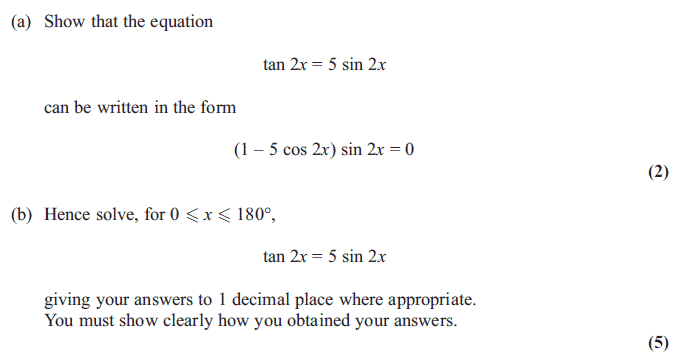 (a) Show that the equation
tan 2x = 5 sin 2x
can be written in the form
(1 – 5 cos 2x) sin 2x = 0
(2)
(b) Hence solve, for 0 ⩽ x ⩽ 180°,
tan 2x = 5 sin 2x
giving your answers to 1 decimal place where appropriate.
You must show clearly how you obtained your answers.
(5)